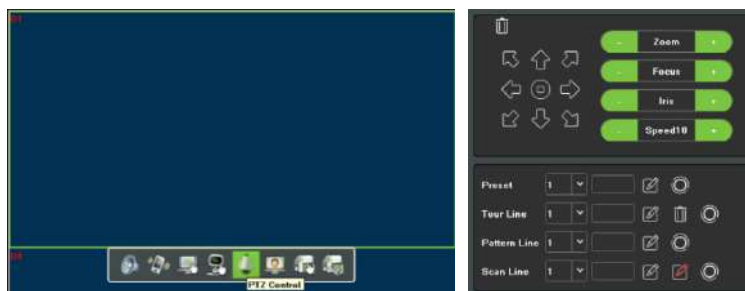 01
04
PTZ Control
- Zoom +
- Focus +
- Iris +
- Speed10 +
Preset 1
Tour Line 1
Pattern Line 1
Scan Line 1